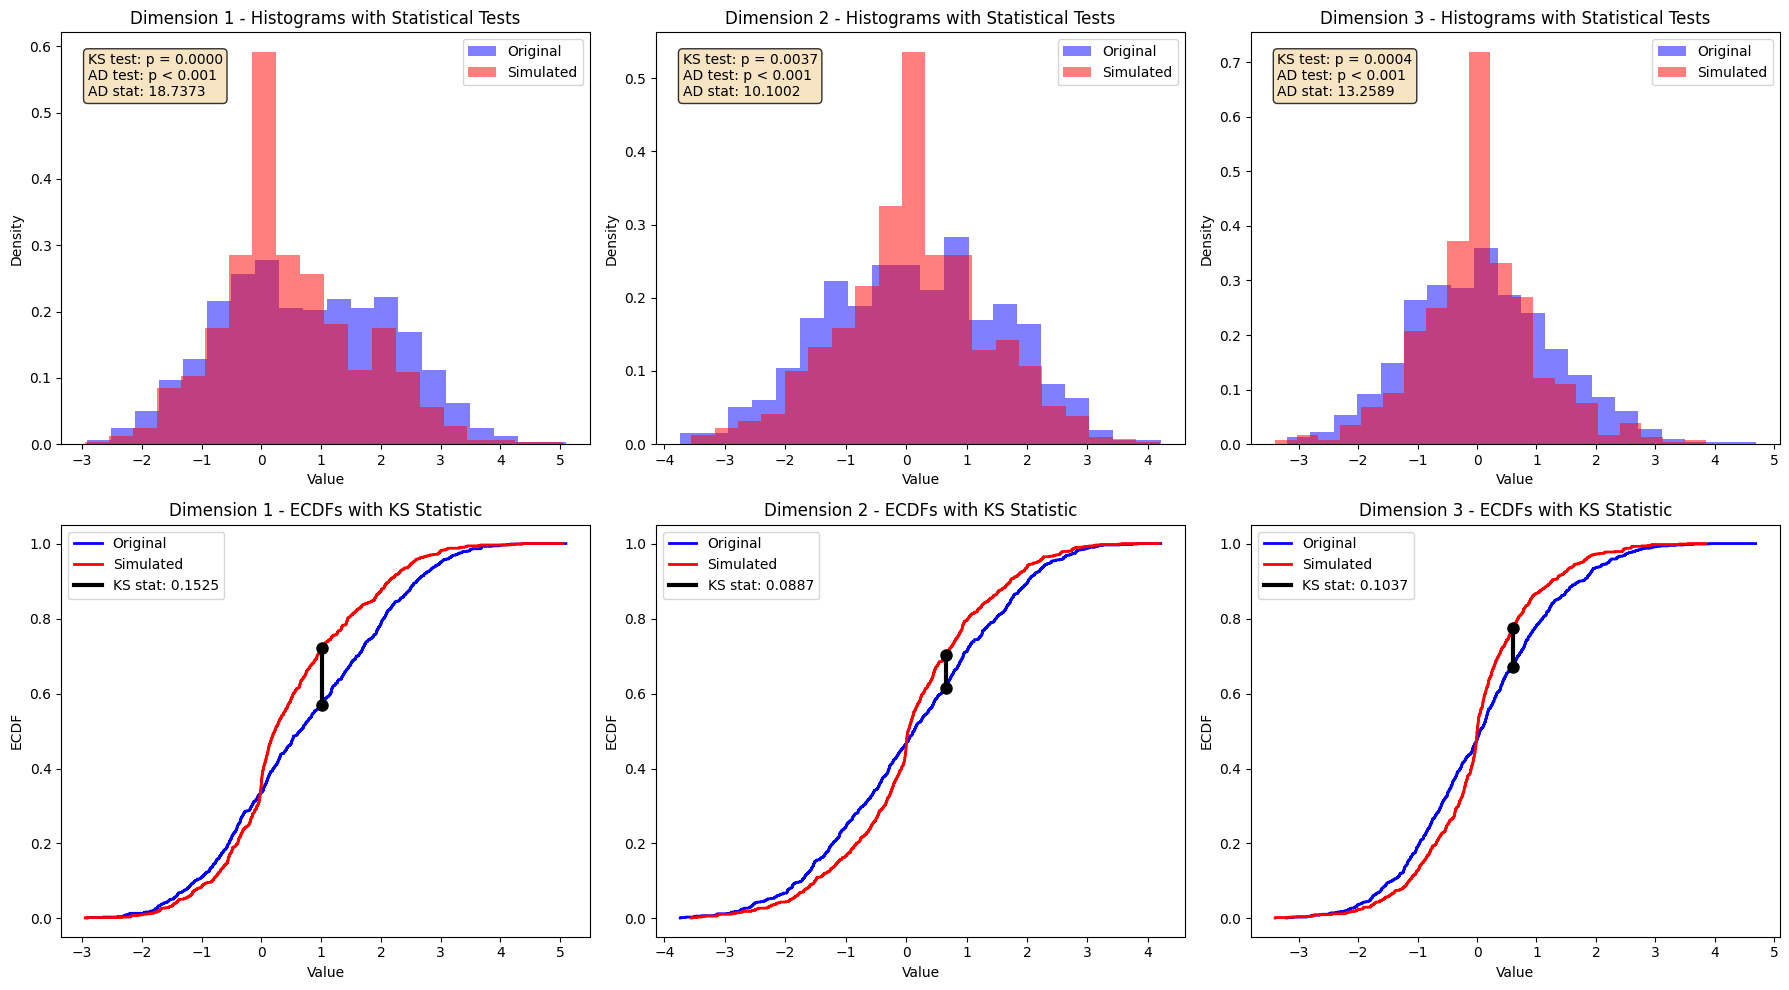 Dimension 1 - Histograms with Statistical Tests
KS test: p = 0.0000
AD test: p < 0.001
AD stat: 18.7373
Original
Simulated
0.6
0.5
0.4
0.3
0.2
0.1
0.0
Density
−3 −2 −1 0 1 2 3 4 5
Value
Dimension 2 - Histograms with Statistical Tests
KS test: p = 0.0037
AD test: p < 0.001
AD stat: 10.1002
Original
Simulated
0.5
0.4
0.3
0.2
0.1
0.0
Density
−4 −3 −2 −1 0 1 2 3 4
Value
Dimension 3 - Histograms with Statistical Tests
KS test: p = 0.0004
AD test: p < 0.001
AD stat: 13.2589
Original
Simulated
0.7
0.6
0.5
0.4
0.3
0.2
0.1
0.0
Density
−3 −2 −1 0 1 2 3 4 5
Value
Dimension 1 - ECDFs with KS Statistic
Original
Simulated
KS stat: 0.1525
1.0
0.8
0.6
0.4
0.2
0.0
ECDF
−3 −2 −1 0 1 2 3 4 5
Value
Dimension 2 - ECDFs with KS Statistic
Original
Simulated
KS stat: 0.0887
1.0
0.8
0.6
0.4
0.2
0.0
ECDF
−4 −3 −2 −1 0 1 2 3 4
Value
Dimension 3 - ECDFs with KS Statistic
Original
Simulated
KS stat: 0.1037
1.0
0.8
0.6
0.4
0.2
0.0
ECDF
−3 −2 −1 0 1 2 3 4 5
Value